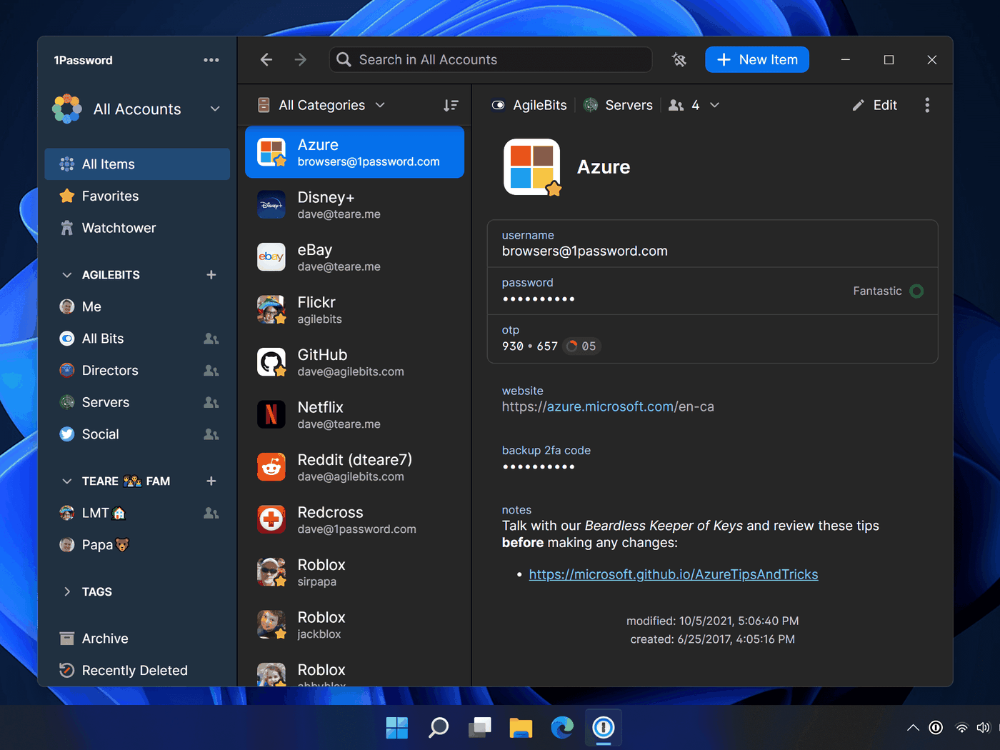 1Password
All Accounts
All Items
Favorites
Watchtower
AGILEBITS
Me
All Bits
Directors
Servers
Social
TEARE 👨‍👩‍👧‍👦 FAM
LMT🏠
Papa🐻
TAGS
Archive
Recently Deleted
Search in All Accounts
New Item
All Categories
Azure
browsers@1password.com
Disney+
Disney+
dave@teare.me
ebay
eBay
dave@teare.me
Flickr
agilebits
GitHub
dave@agilebits.com
Netflix
dave@teare.me
Reddit (dteare7)
dave@agilebits.com
Redcross
dave@1password.com
Roblox
sirpapa
Roblox
jackblox
Roblox
abbyblox
AgileBits
Servers
4
Edit
Azure
username
browsers@1password.com
password
••••••••••
Fantastic
otp
930 • 657 05
website
https://azure.microsoft.com/en-ca
backup 2fa code
••••••••••
notes
Talk with our Beardless Keeper of Keys and review these tips
before making any changes:
• https://microsoft.github.io/AzureTipsAndTricks
modified: 10/5/2021, 5:06:40 PM
created: 6/25/2017, 4:05:16 PM